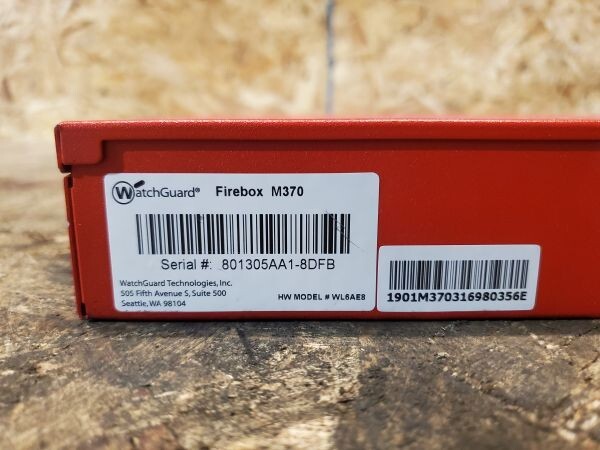 WatchGuard® Firebox M370
Serial #: 801305AA1-8DFB
WatchGuard Technologies, Inc.
505 Fifth Avenue S, Suite 500
Seattle, WA 98104
HW MODEL # WL6AE8
1901M370316980356E